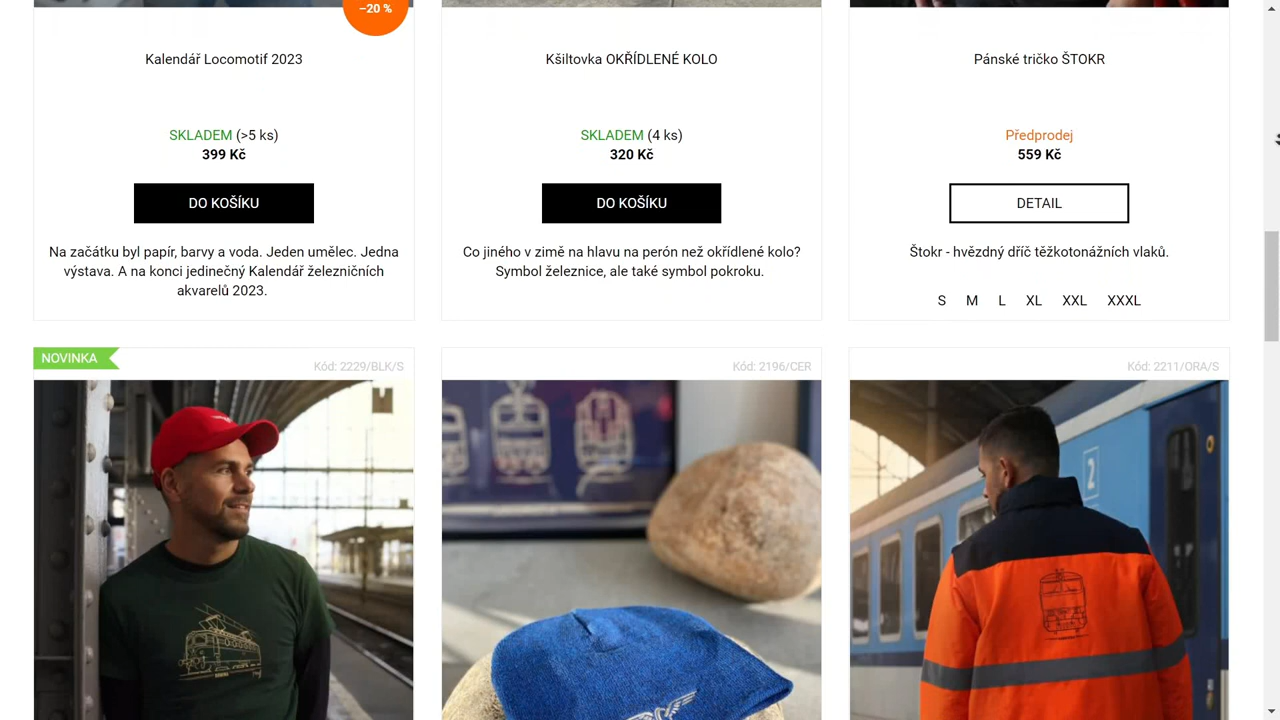 –20 %
Kalendář Locomotif 2023
SKLADEM (>5 ks)
399 Kč
DO KOŠÍKU
Na začátku byl papír, barvy a voda. Jeden umělec. Jedna
výstava. A na konci jedinečný Kalendář železničních
akvarelů 2023.
Kšiltovka OKŘÍDLENÉ KOLO
SKLADEM (4 ks)
320 Kč
DO KOŠÍKU
Co jiného v zimě na hlavu na perón než okřídlené kolo?
Symbol železnice, ale také symbol pokroku.
Pánské tričko ŠTOKR
Předprodej
559 Kč
DETAIL
Štokr - hvězdný dříč těžkotonážních vlaků.
S M L XL XXL XXXL
NOVINKA
Kód: 2229/BLK/S
Kód: 2196/CER
Kód: 2211/ORA/S
2